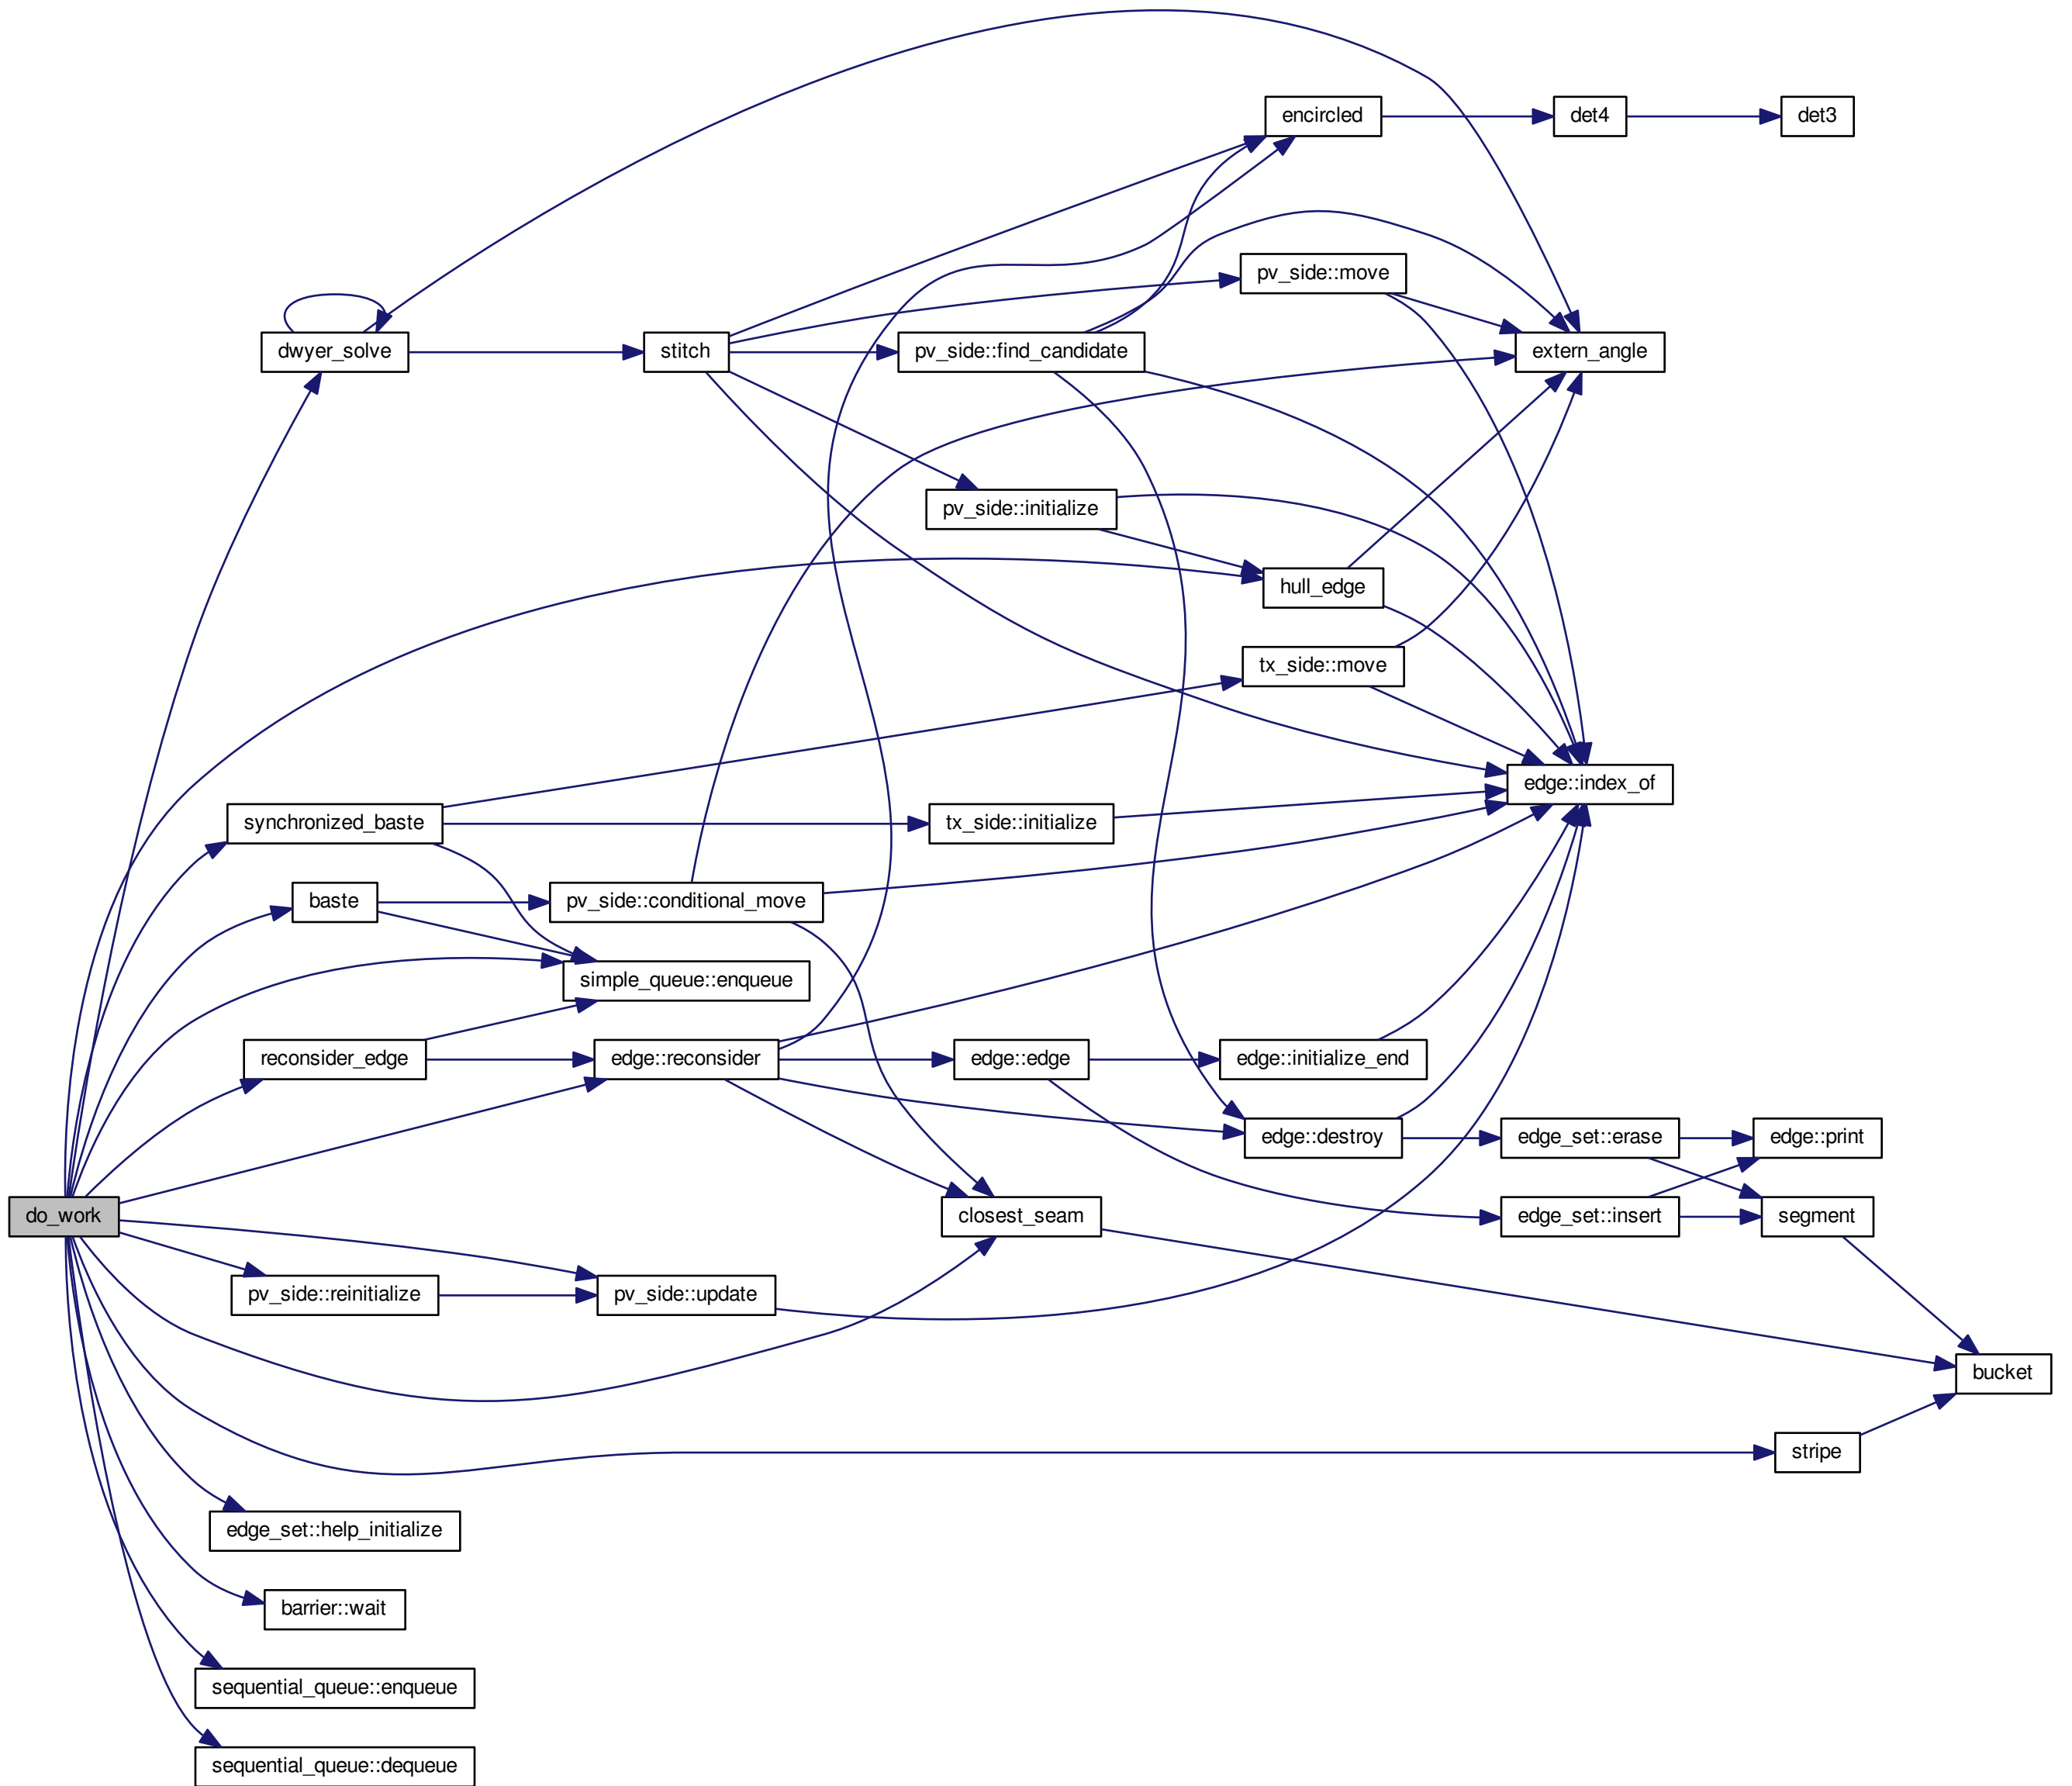 encircled
det4
det3
pv_side::move
dwyer_solve
stitch
pv_side::find_candidate
extern_angle
pv_side::initialize
hull_edge
tx_side::move
edge::index_of
synchronized_baste
tx_side::initialize
baste
pv_side::conditional_move
simple_queue::enqueue
reconsider_edge
edge::reconsider
edge::edge
edge::initialize_end
edge::destroy
edge_set::erase
edge::print
do_work
closest_seam
edge_set::insert
segment
pv_side::reinitialize
pv_side::update
bucket
stripe
edge_set::help_initialize
barrier::wait
sequential_queue::enqueue
sequential_queue::dequeue